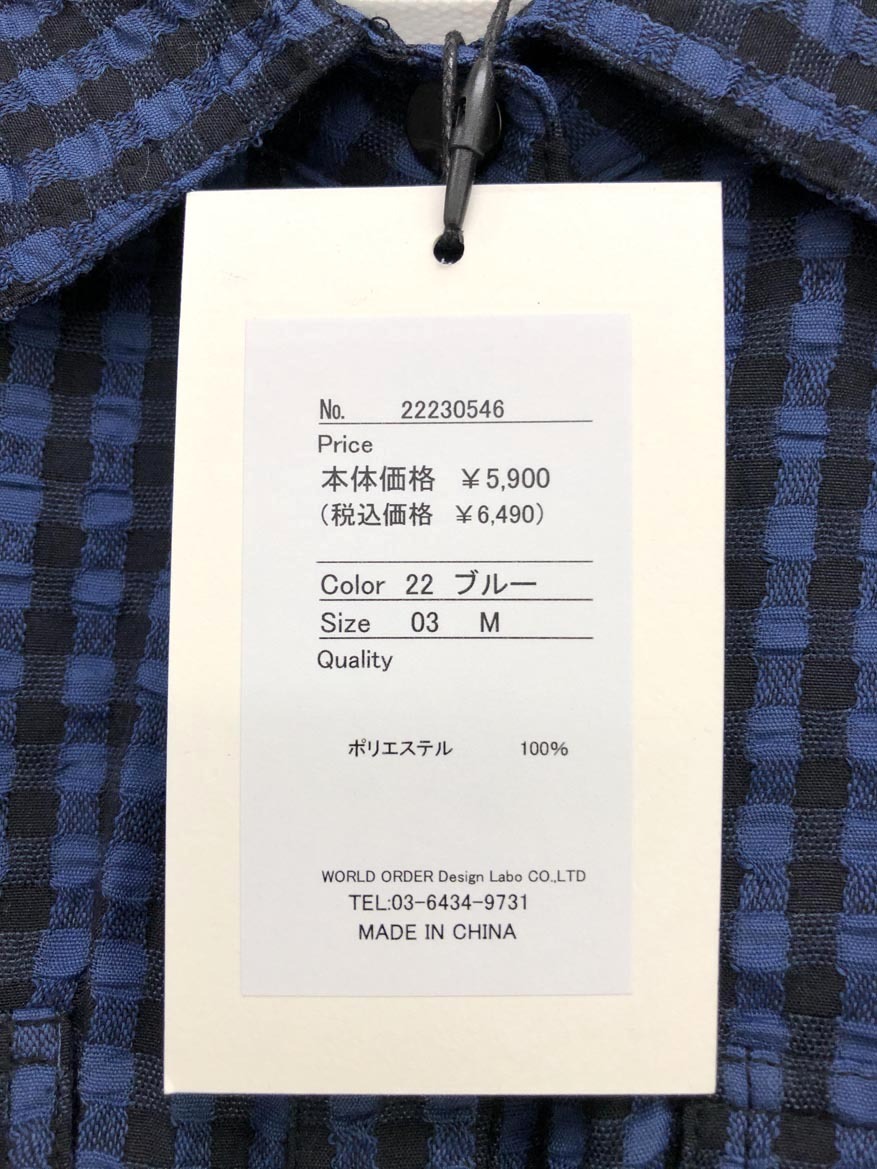 No. 22230546
Price
本体価格 ￥5,900
(税込価格 ￥6,490)
Color 22 ブルー
Size 03 M
Quality
ポリエステル 100%
WORLD ORDER Design Labo CO.,LTD
TEL:03-6434-9731
MADE IN CHINA